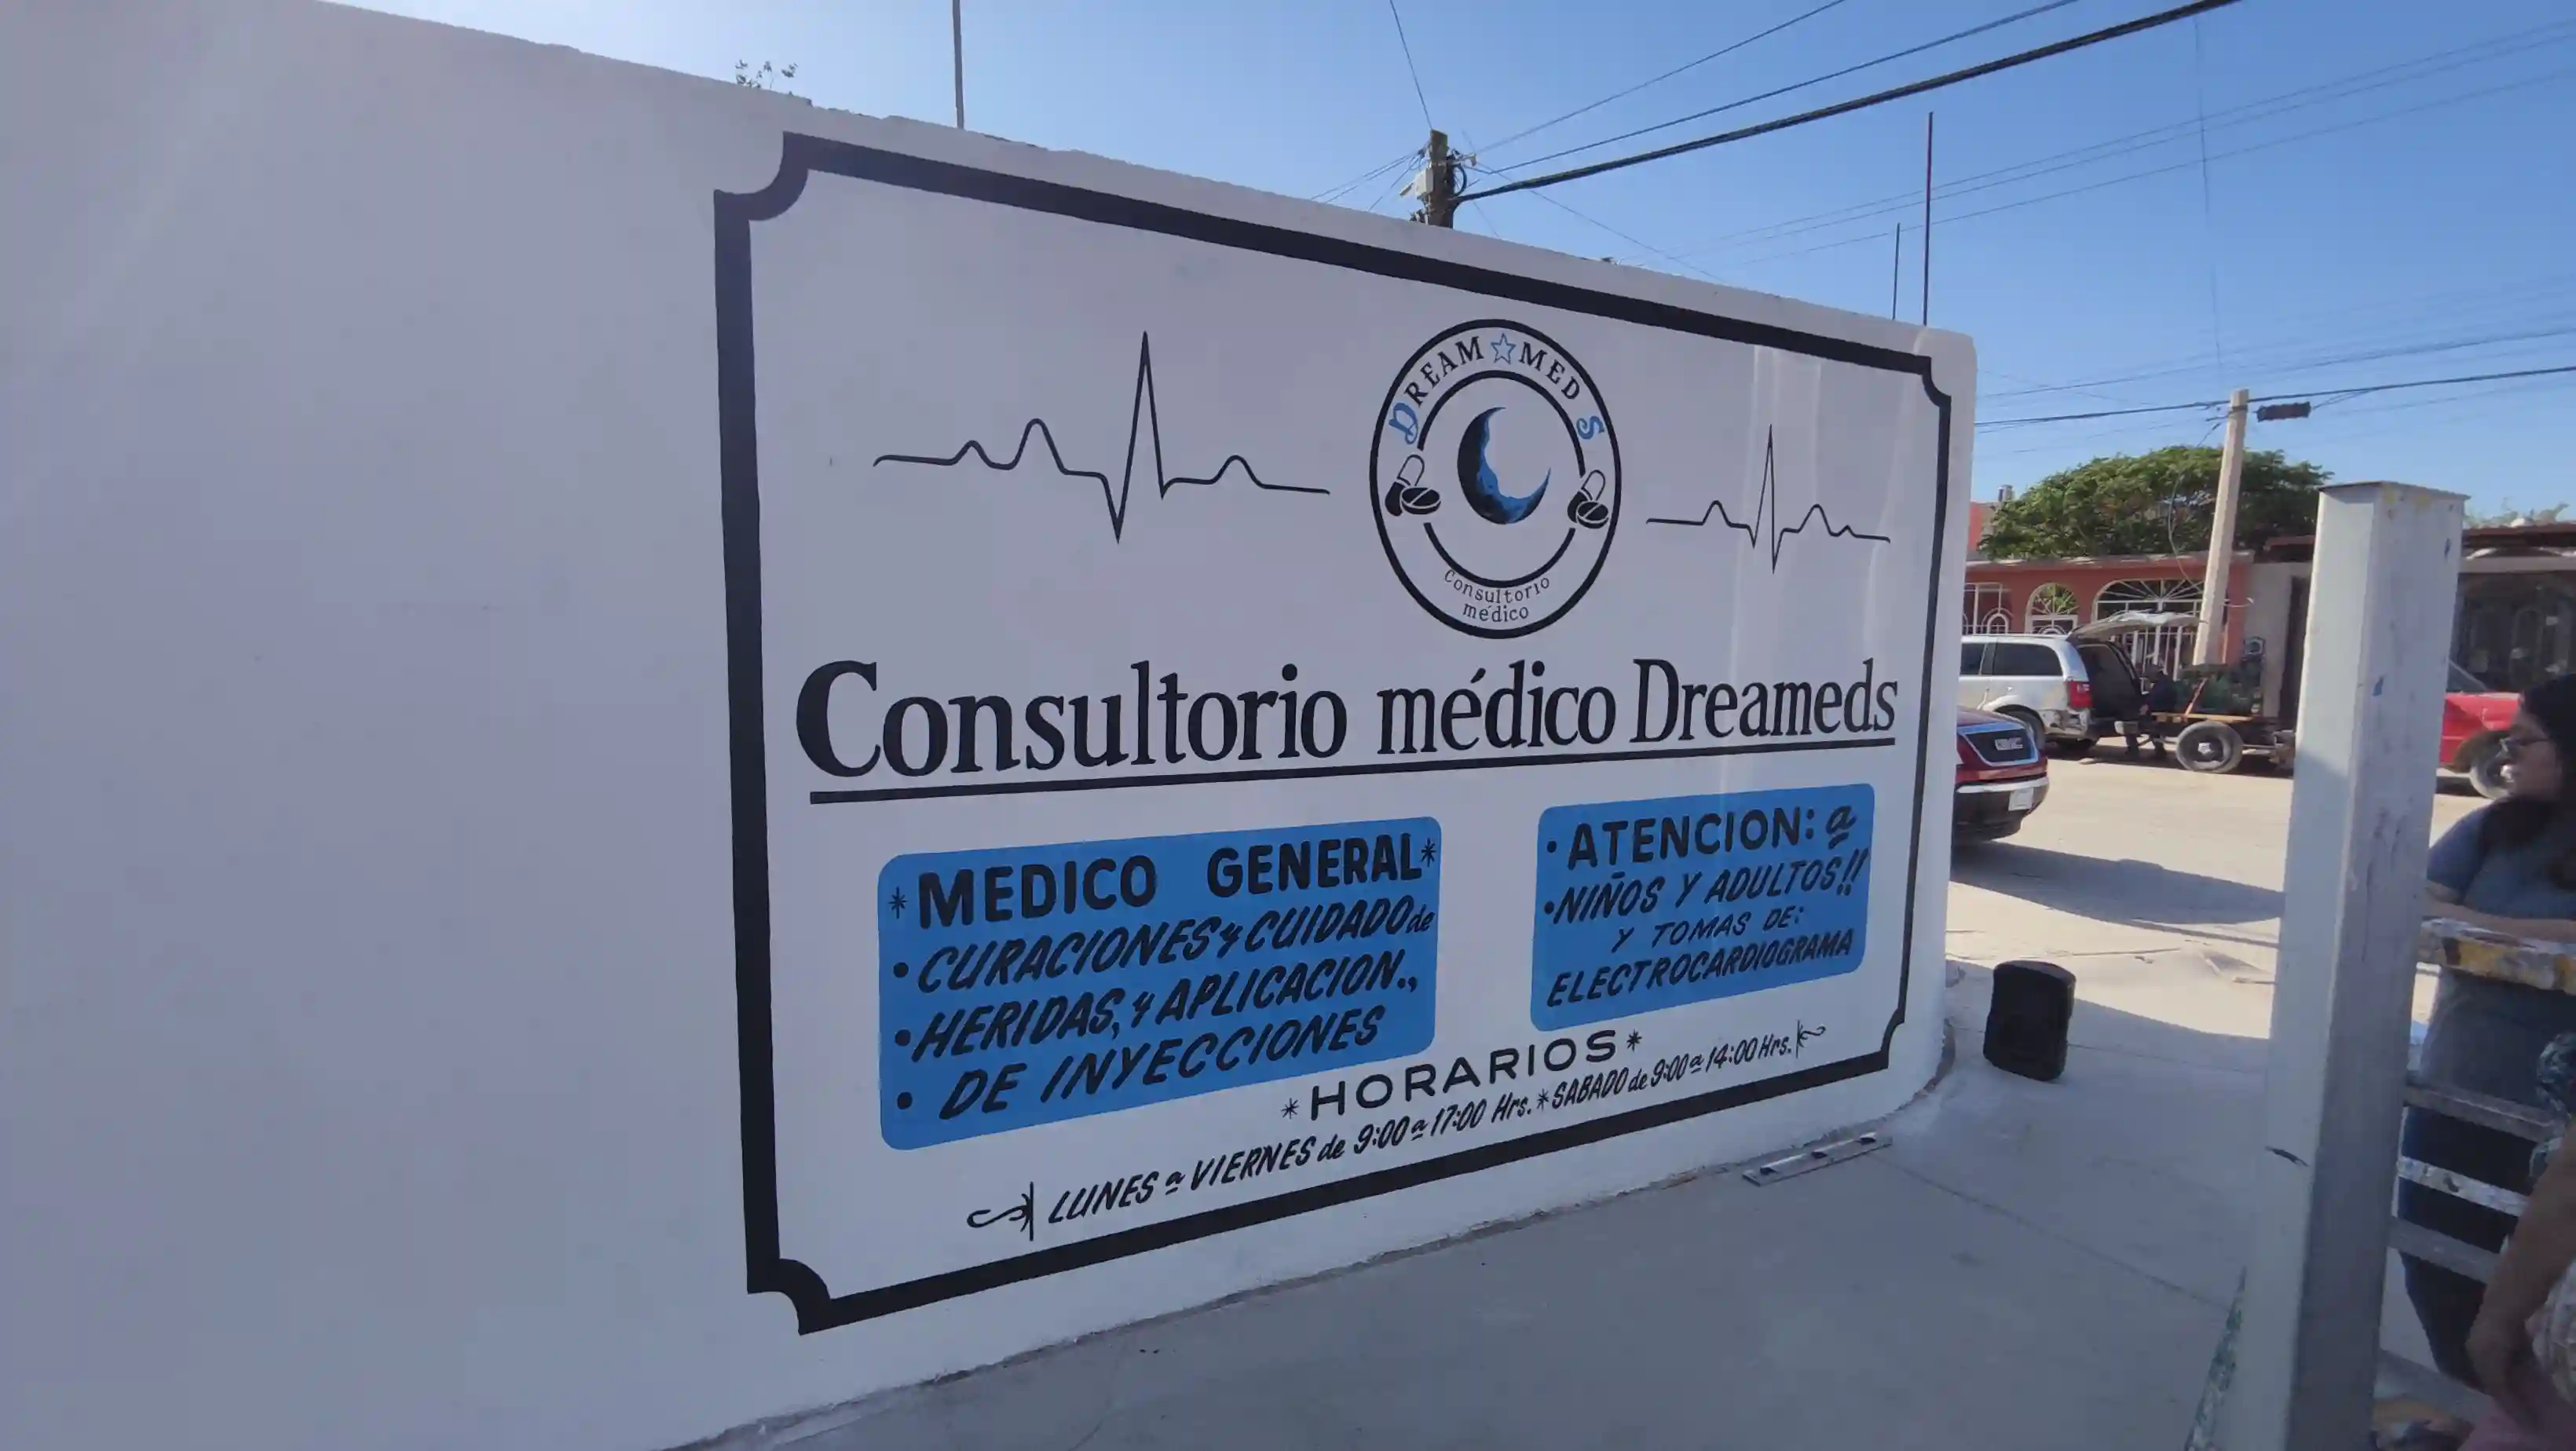 DREAM☆MED S
Consultorio
médico
Consultorio médico Dreameds
*MEDICO GENERAL*
•CURACIONES y CUIDADO de
•HERIDAS, y APLICACION.,
• DE INYECCIONES
•ATENCION: a
•NIÑOS Y ADULTOS!!
Y TOMAS DE:
ELECTROCARDIOGRAMA
*HORARIOS*
LUNES a VIERNES de 9:00 a 17:00 Hrs.*SABADO de 9:00 a 14:00 Hrs.